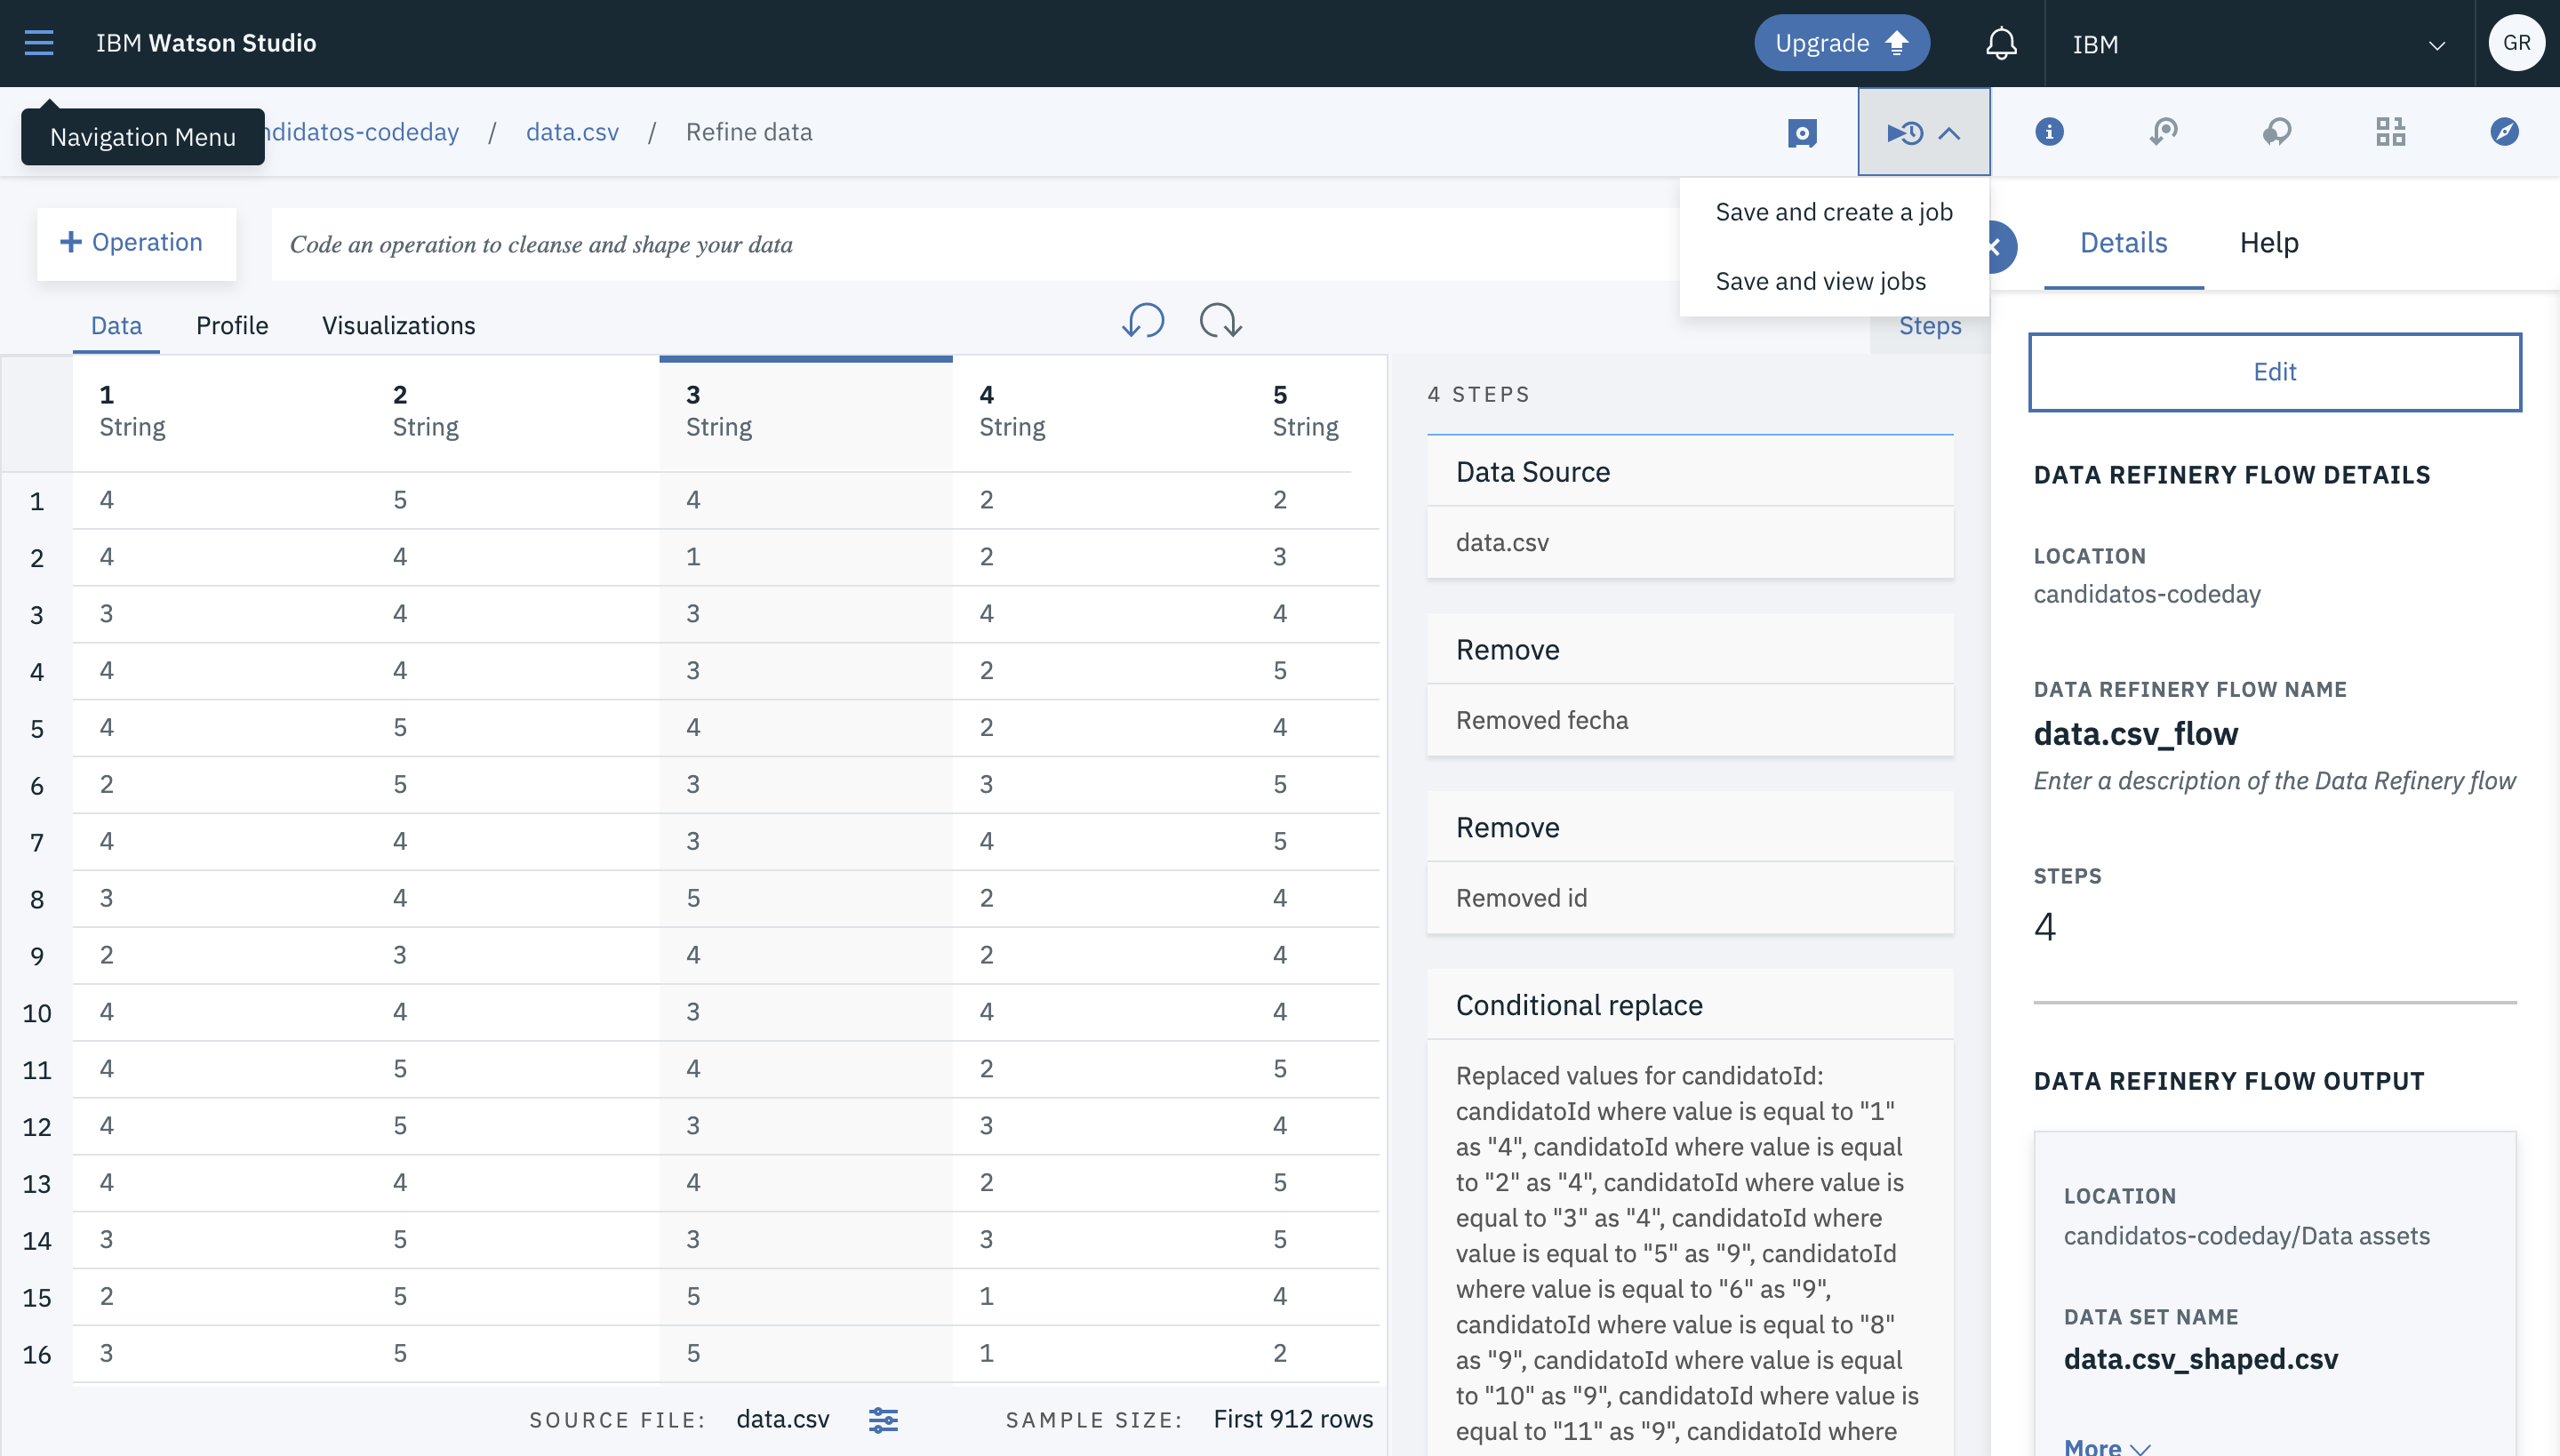 IBM Watson Studio
Upgrade
IBM
GR
Navigation Menu
ndidatos-codeday / data.csv / Refine data
Save and create a job
Save and view jobs
Operation
Code an operation to cleanse and shape your data
Details Help
Data Profile Visualizations
Steps
Edit
1 2 3 4 5
String String String String String
1 4 5 4 2 2
2 4 4 1 2 3
3 3 4 3 4 4
4 4 4 3 2 5
5 4 5 4 2 4
6 2 5 3 3 5
7 4 4 3 4 5
8 3 4 5 2 4
9 2 3 4 2 4
10 4 4 3 4 4
11 4 5 4 2 5
12 4 5 3 3 4
13 4 4 4 2 5
14 3 5 3 3 5
15 2 5 5 1 4
16 3 5 5 1 2
SOURCE FILE: data.csv SAMPLE SIZE: First 912 rows
4 STEPS
Data Source
data.csv
Remove
Removed fecha
Remove
Removed id
Conditional replace
Replaced values for candidatoId:
candidatoId where value is equal to "1"
as "4", candidatoId where value is equal
to "2" as "4", candidatoId where value is
equal to "3" as "4", candidatoId where
value is equal to "5" as "9", candidatoId
where value is equal to "6" as "9",
candidatoId where value is equal to "8"
as "9", candidatoId where value is equal
to "10" as "9", candidatoId where value is
equal to "11" as "9", candidatoId where
DATA REFINERY FLOW DETAILS
LOCATION
candidatos-codeday
DATA REFINERY FLOW NAME
data.csv_flow
Enter a description of the Data Refinery flow
STEPS
4
DATA REFINERY FLOW OUTPUT
LOCATION
candidatos-codeday/Data assets
DATA SET NAME
data.csv_shaped.csv
More